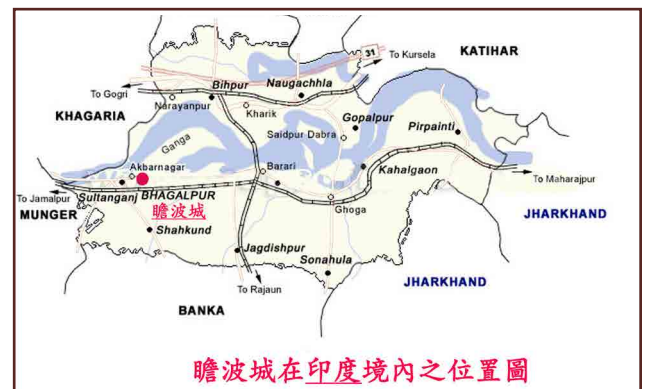 31
To Kursela
KATIHAR
Bihpur
Naugachhla
To Gogri
Narayanpur
Kharik
KHAGARIA
Gopalpur
Saidpur Dabra
Pirpainti
Ganga
Akbarnagar
Barari
Kahalgaon
To Maharajpur
To Jamalpur
Sultanganj BHAGALPUR
MUNGER
瞻波城
Ghoga
JHARKHAND
Shahkund
Jagdishpur
Sonahula
JHARKHAND
To Rajaun
BANKA
瞻波城在印度境內之位置圖